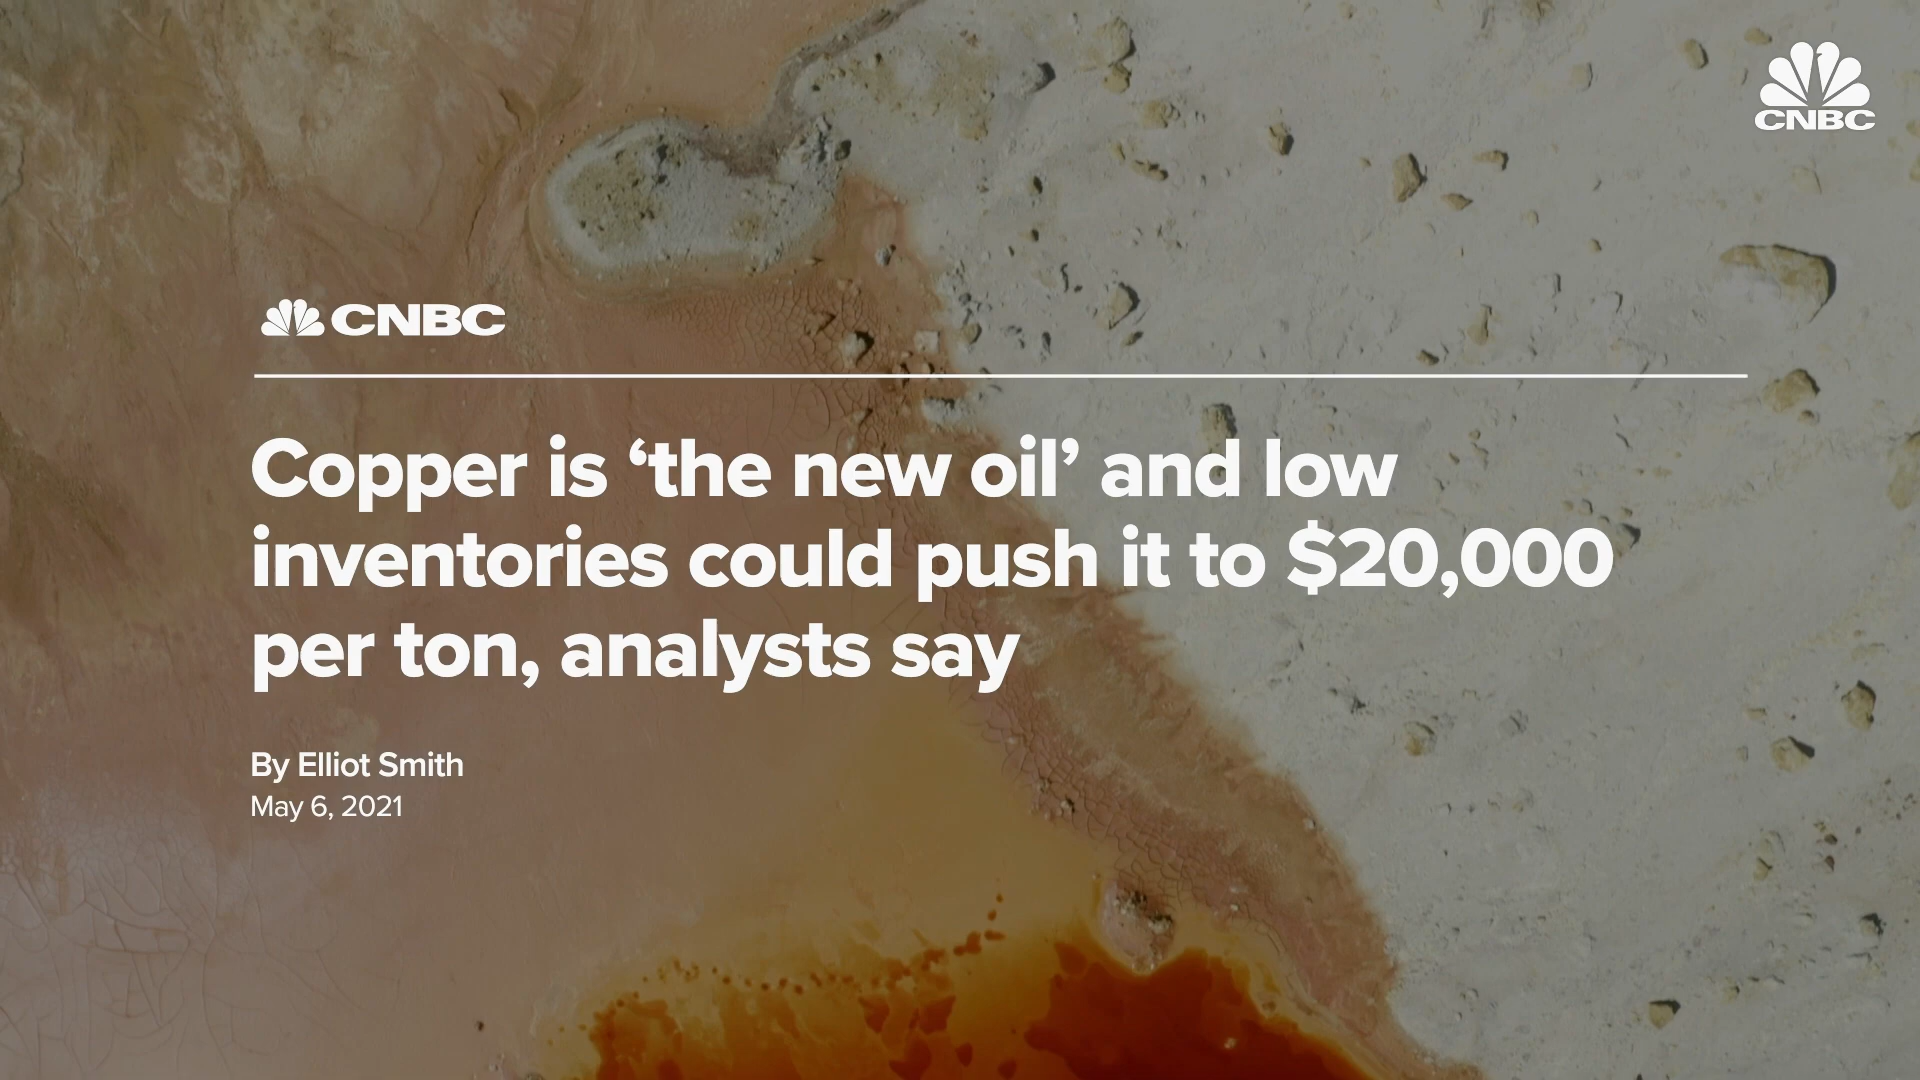 CNBC
CNBC
Copper is ‘the new oil’ and low
inventories could push it to $20,000
per ton, analysts say
By Elliot Smith
May 6, 2021